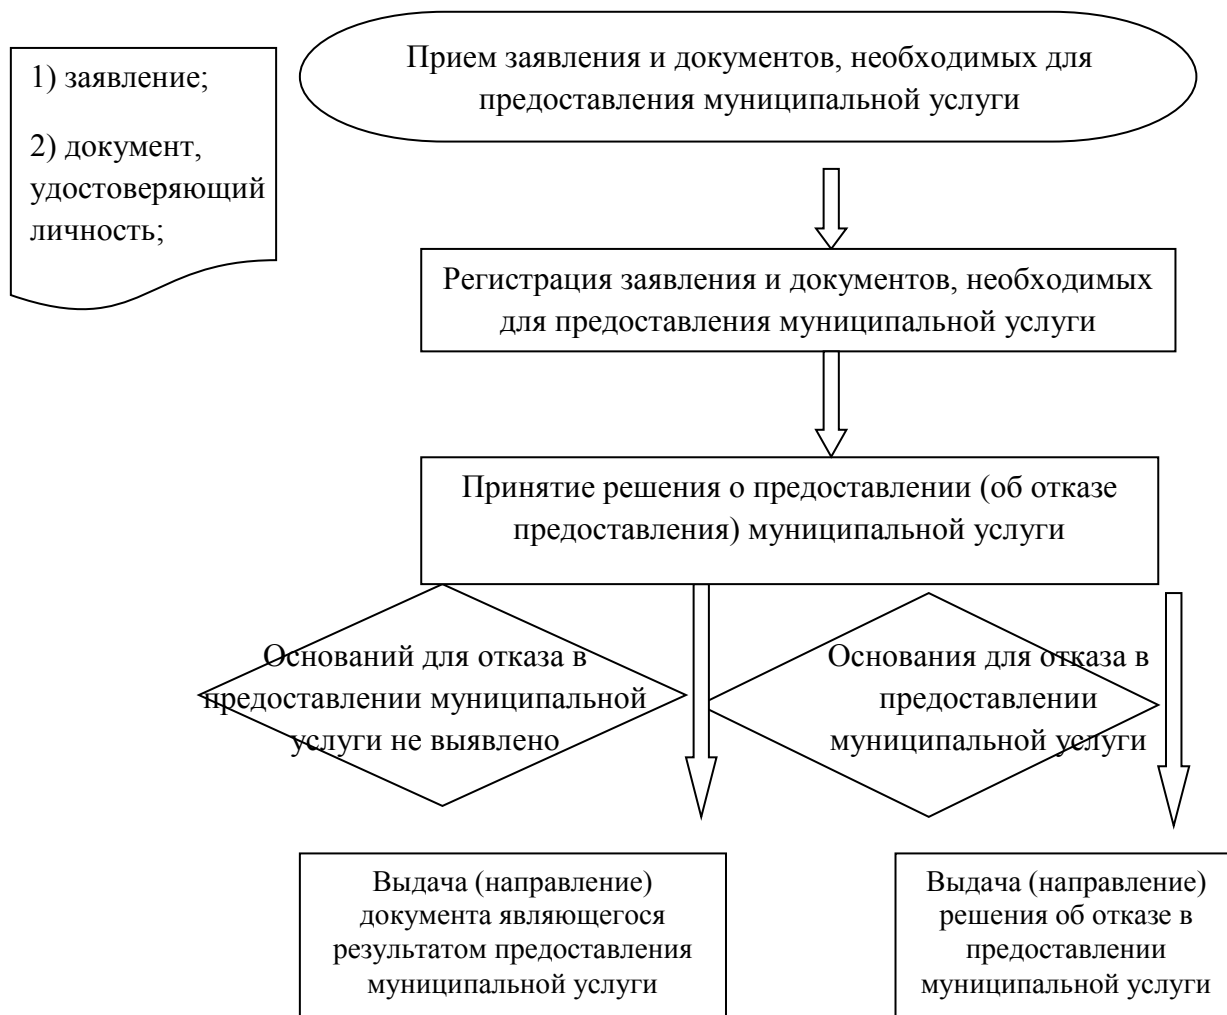 1) заявление;
2) документ,
удостоверяющий
личность;
Прием заявления и документов, необходимых для
предоставления муниципальной услуги
Регистрация заявления и документов, необходимых
для предоставления муниципальной услуги
Принятие решения о предоставлении (об отказе
предоставления) муниципальной услуги
Оснований для отказа в
предоставлении муниципальной
услуги не выявлено
Основания для отказа в
предоставлении
муниципальной услуги
Выдача (направление)
документа являющегося
результатом предоставления
муниципальной услуги
Выдача (направление)
решения об отказе в
предоставлении
муниципальной услуги